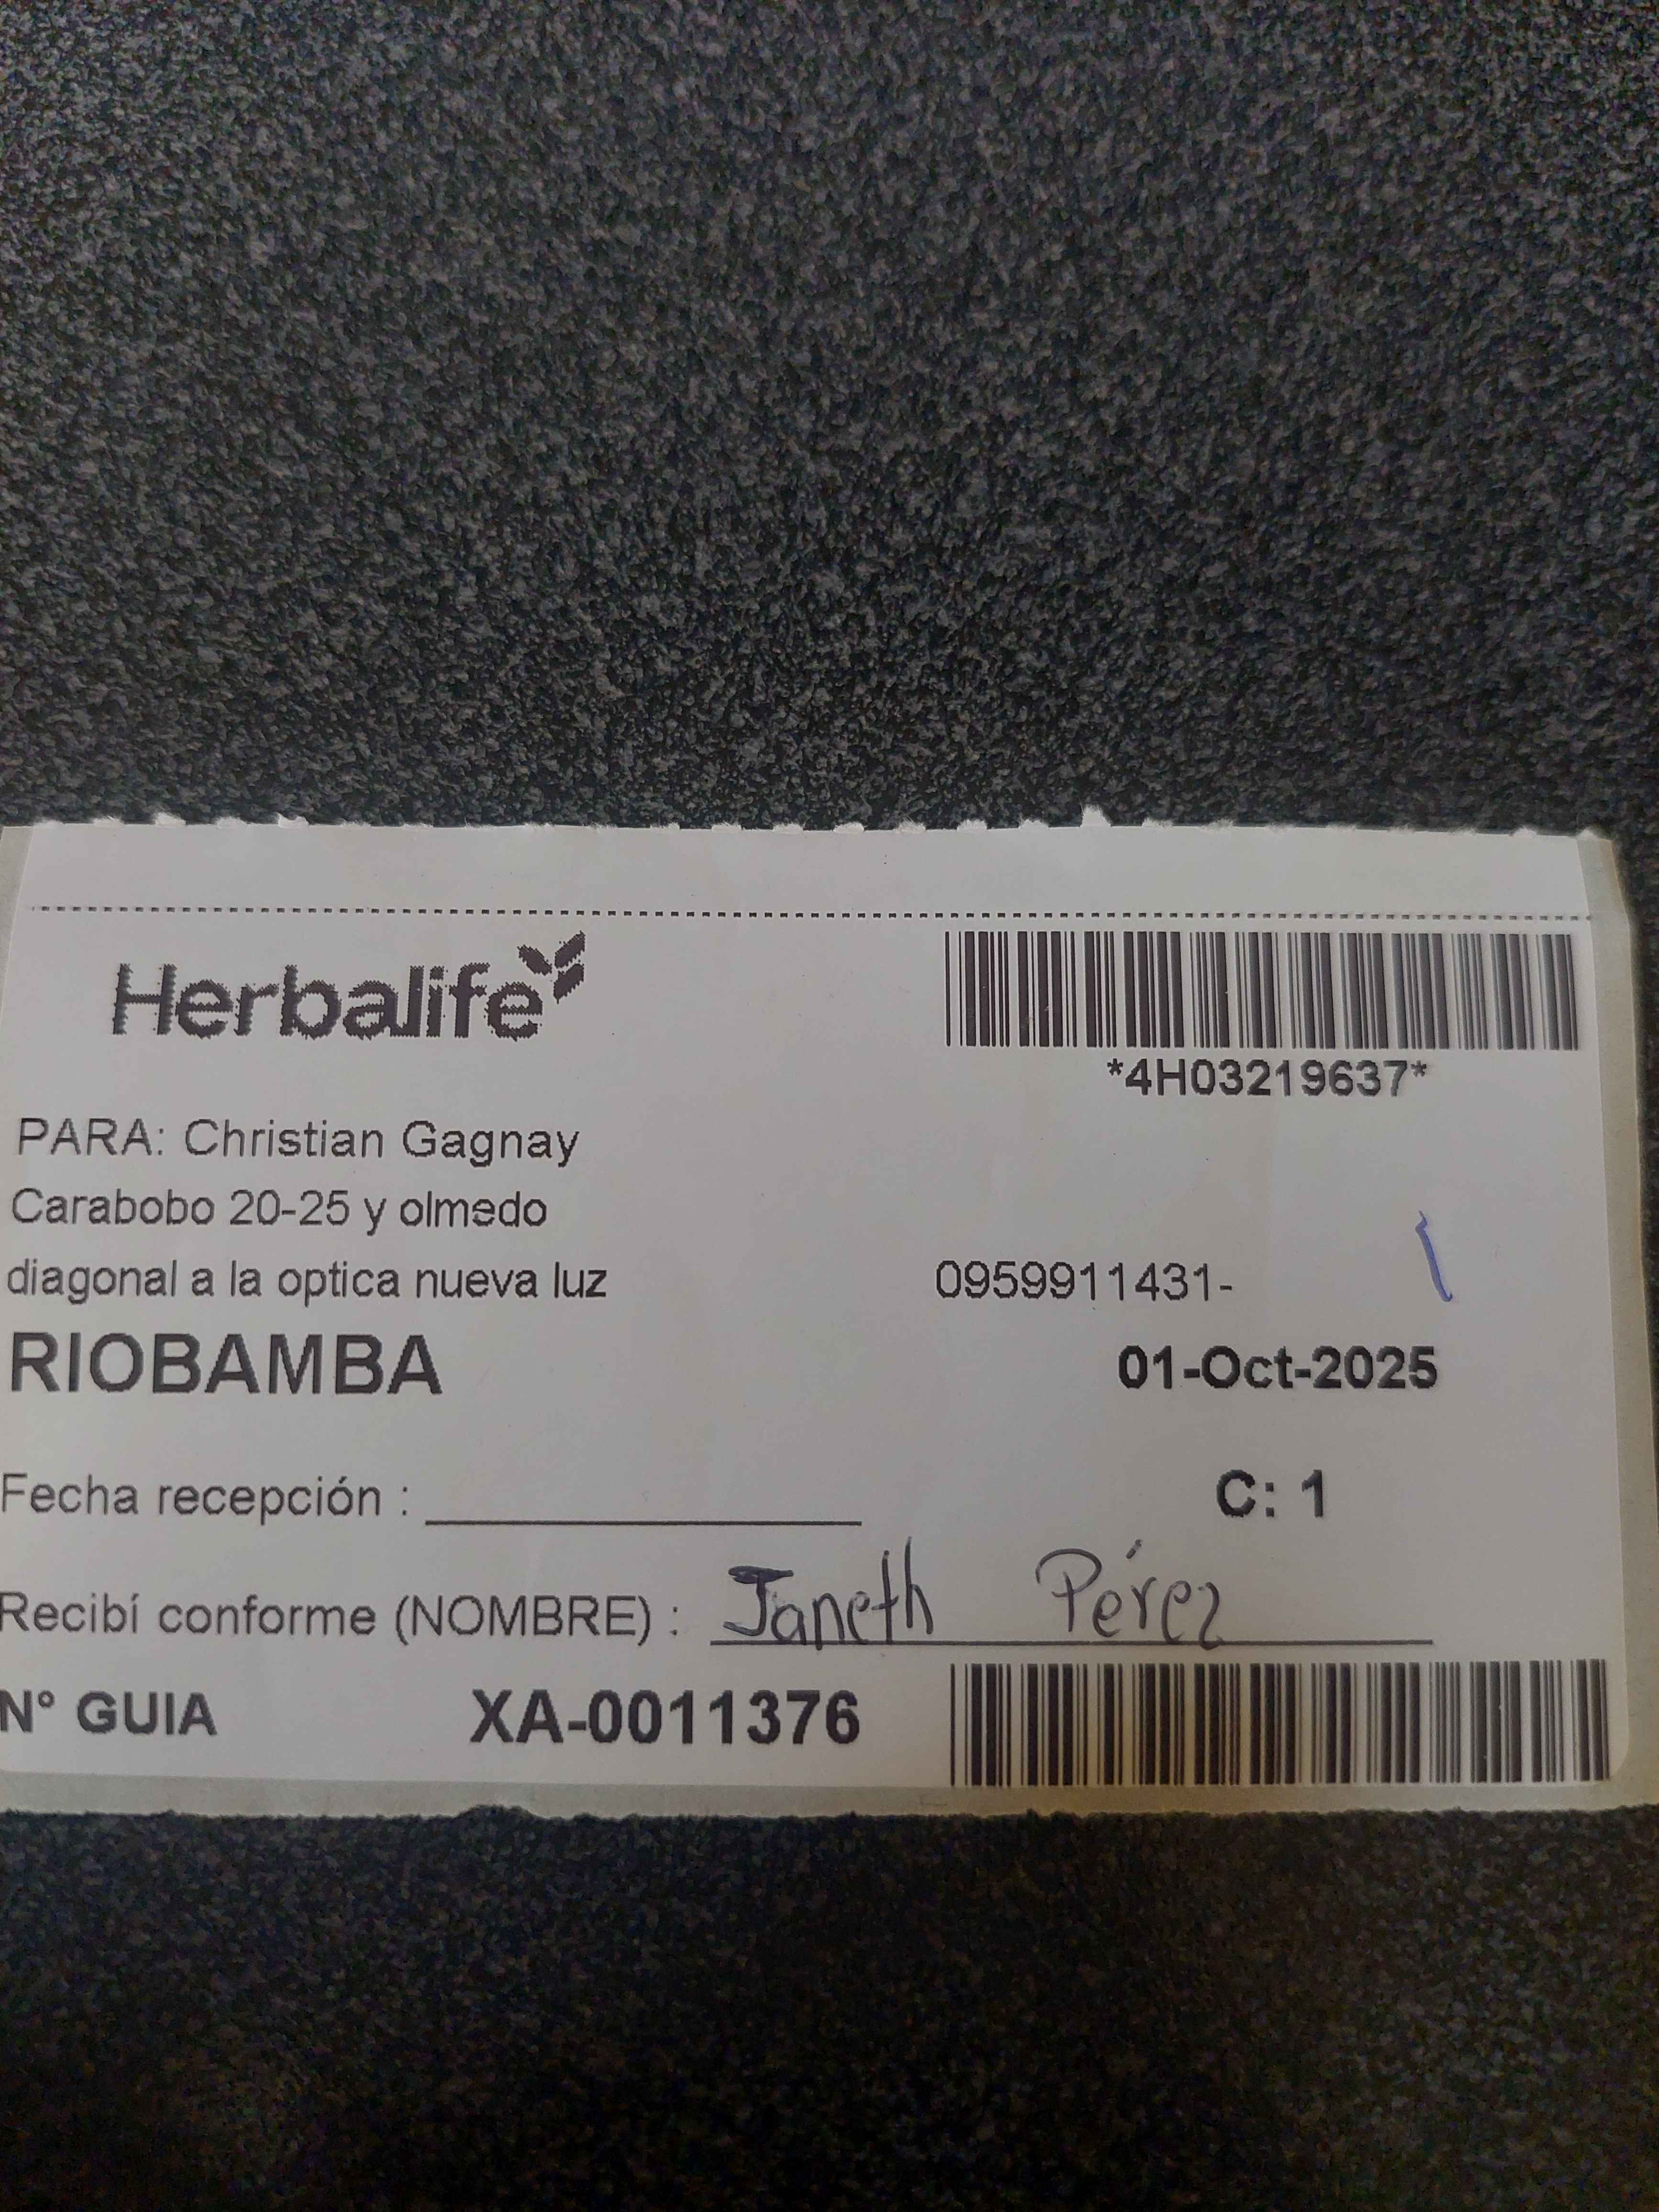 Herbalife
*4H03219637*
PARA: Christian Gagnay
Carabobo 20-25 y olmedo
diagonal a la optica nueva luz 0959911431-
RIOBAMBA 01-Oct-2025
Fecha recepción : C: 1
Recibí conforme (NOMBRE) : Janeth Pérez
N° GUIA XA-0011376